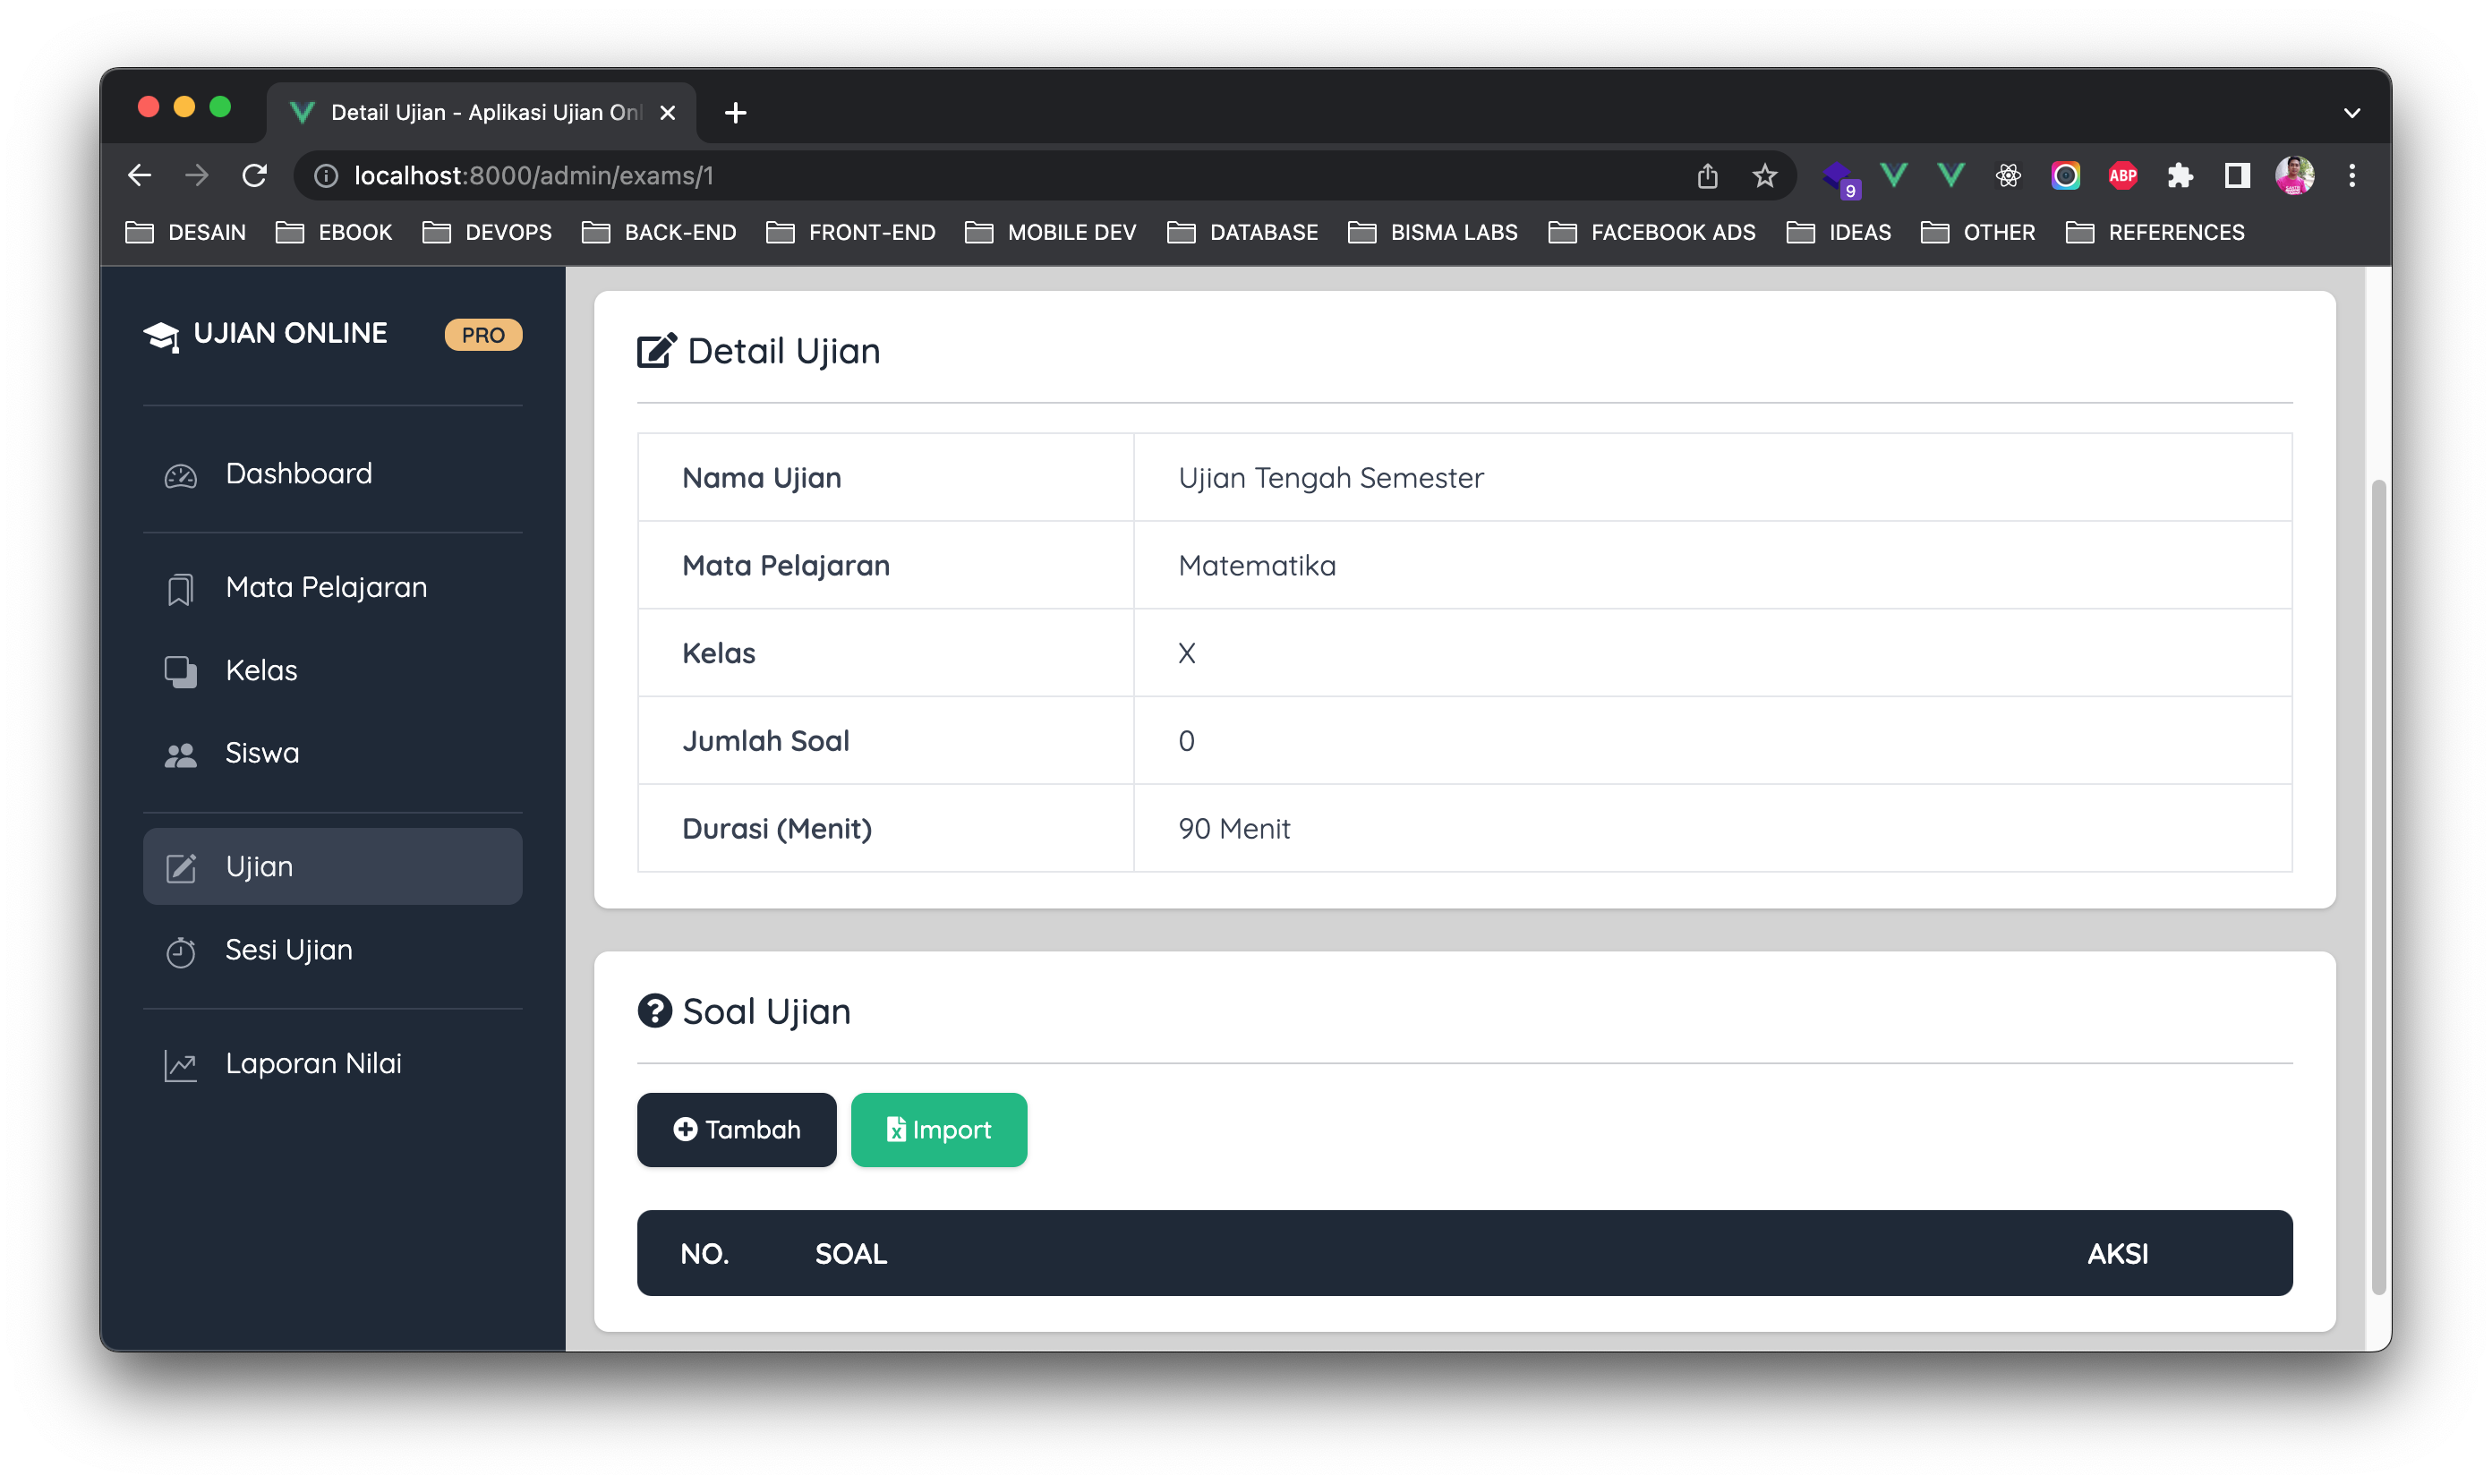 Detail Ujian - Aplikasi Ujian Onl
localhost:8000/admin/exams/1
9
ABP
DESAIN EBOOK DEVOPS BACK-END FRONT-END MOBILE DEV DATABASE BISMA LABS FACEBOOK ADS IDEAS OTHER REFERENCES
UJIAN ONLINE PRO
Dashboard
Mata Pelajaran
Kelas
Siswa
Ujian
Sesi Ujian
Laporan Nilai
Detail Ujian
Nama Ujian Ujian Tengah Semester
Mata Pelajaran Matematika
Kelas X
Jumlah Soal 0
Durasi (Menit) 90 Menit
Soal Ujian
Tambah Import
NO. SOAL AKSI